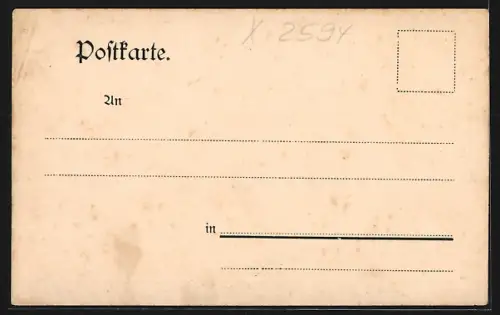 X 2594
Postkarte.
An
in